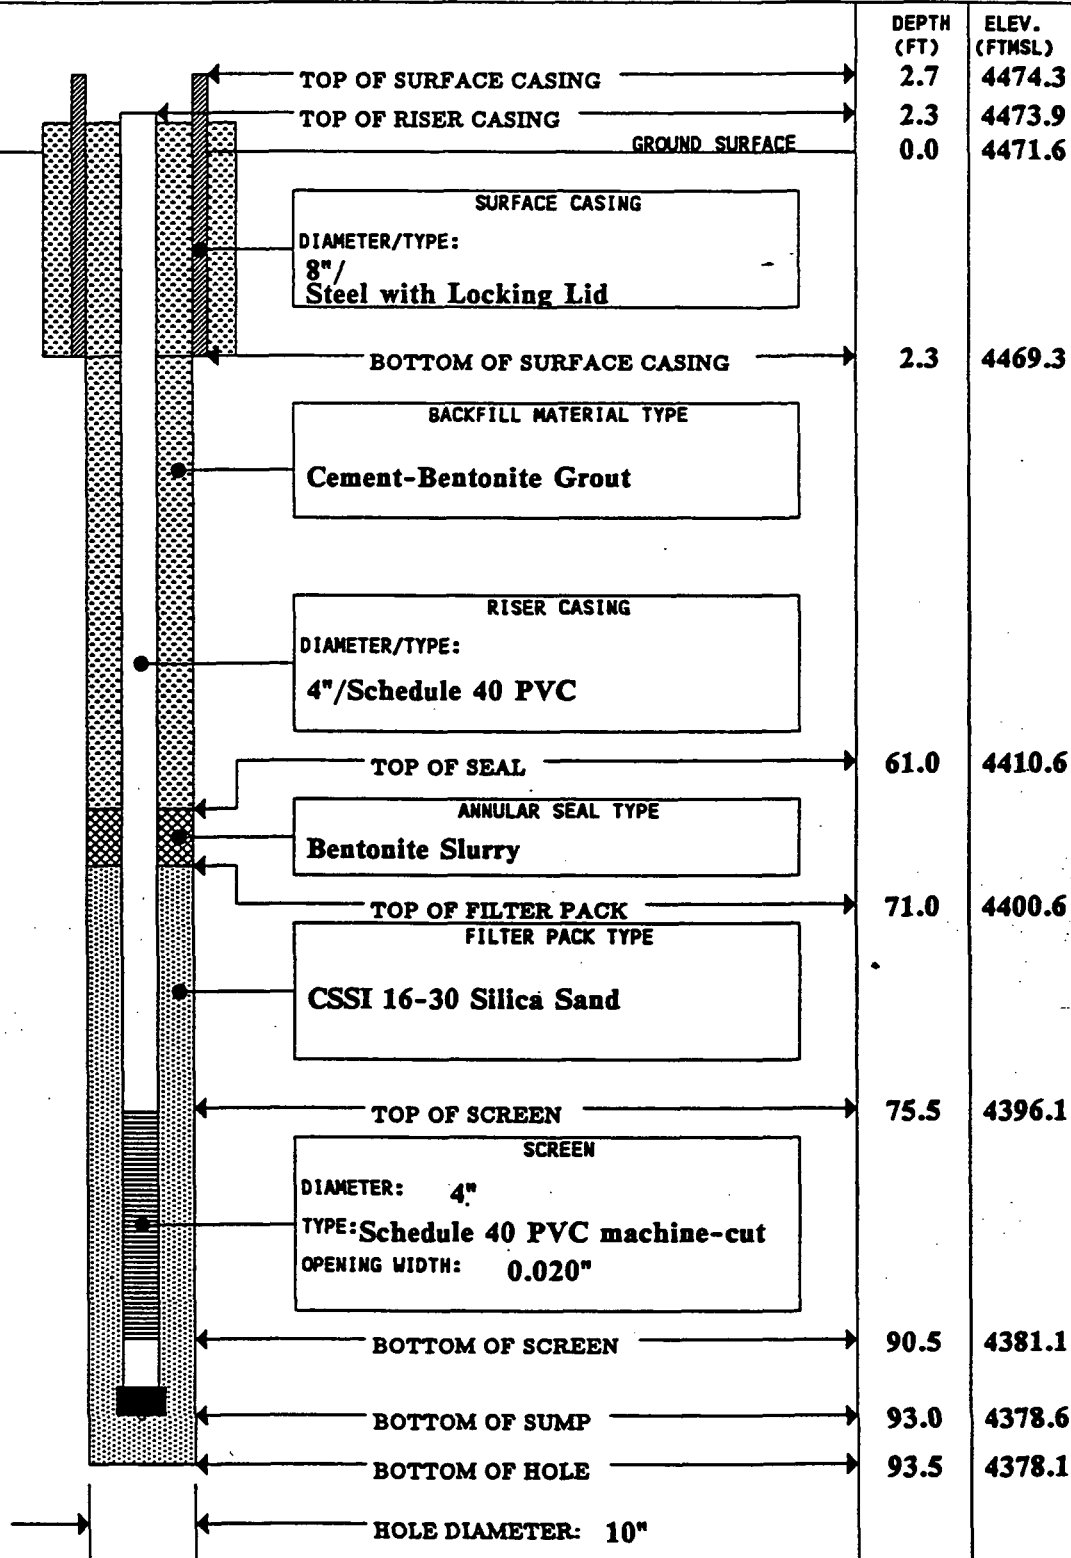 DEPTH ELEV.
(FT) (FTMSL)
TOP OF SURFACE CASING 2.7 4474.3
TOP OF RISER CASING 2.3 4473.9
GROUND SURFACE 0.0 4471.6
SURFACE CASING
DIAMETER/TYPE:
8"/
Steel with Locking Lid
BOTTOM OF SURFACE CASING 2.3 4469.3
BACKFILL MATERIAL TYPE
Cement-Bentonite Grout
RISER CASING
DIAMETER/TYPE:
4"/Schedule 40 PVC
TOP OF SEAL 61.0 4410.6
ANNULAR SEAL TYPE
Bentonite Slurry
TOP OF FILTER PACK 71.0 4400.6
FILTER PACK TYPE
CSSI 16-30 Silica Sand
TOP OF SCREEN 75.5 4396.1
SCREEN
DIAMETER: 4"
TYPE: Schedule 40 PVC machine-cut
OPENING WIDTH: 0.020"
BOTTOM OF SCREEN 90.5 4381.1
BOTTOM OF SUMP 93.0 4378.6
BOTTOM OF HOLE 93.5 4378.1
HOLE DIAMETER: 10"